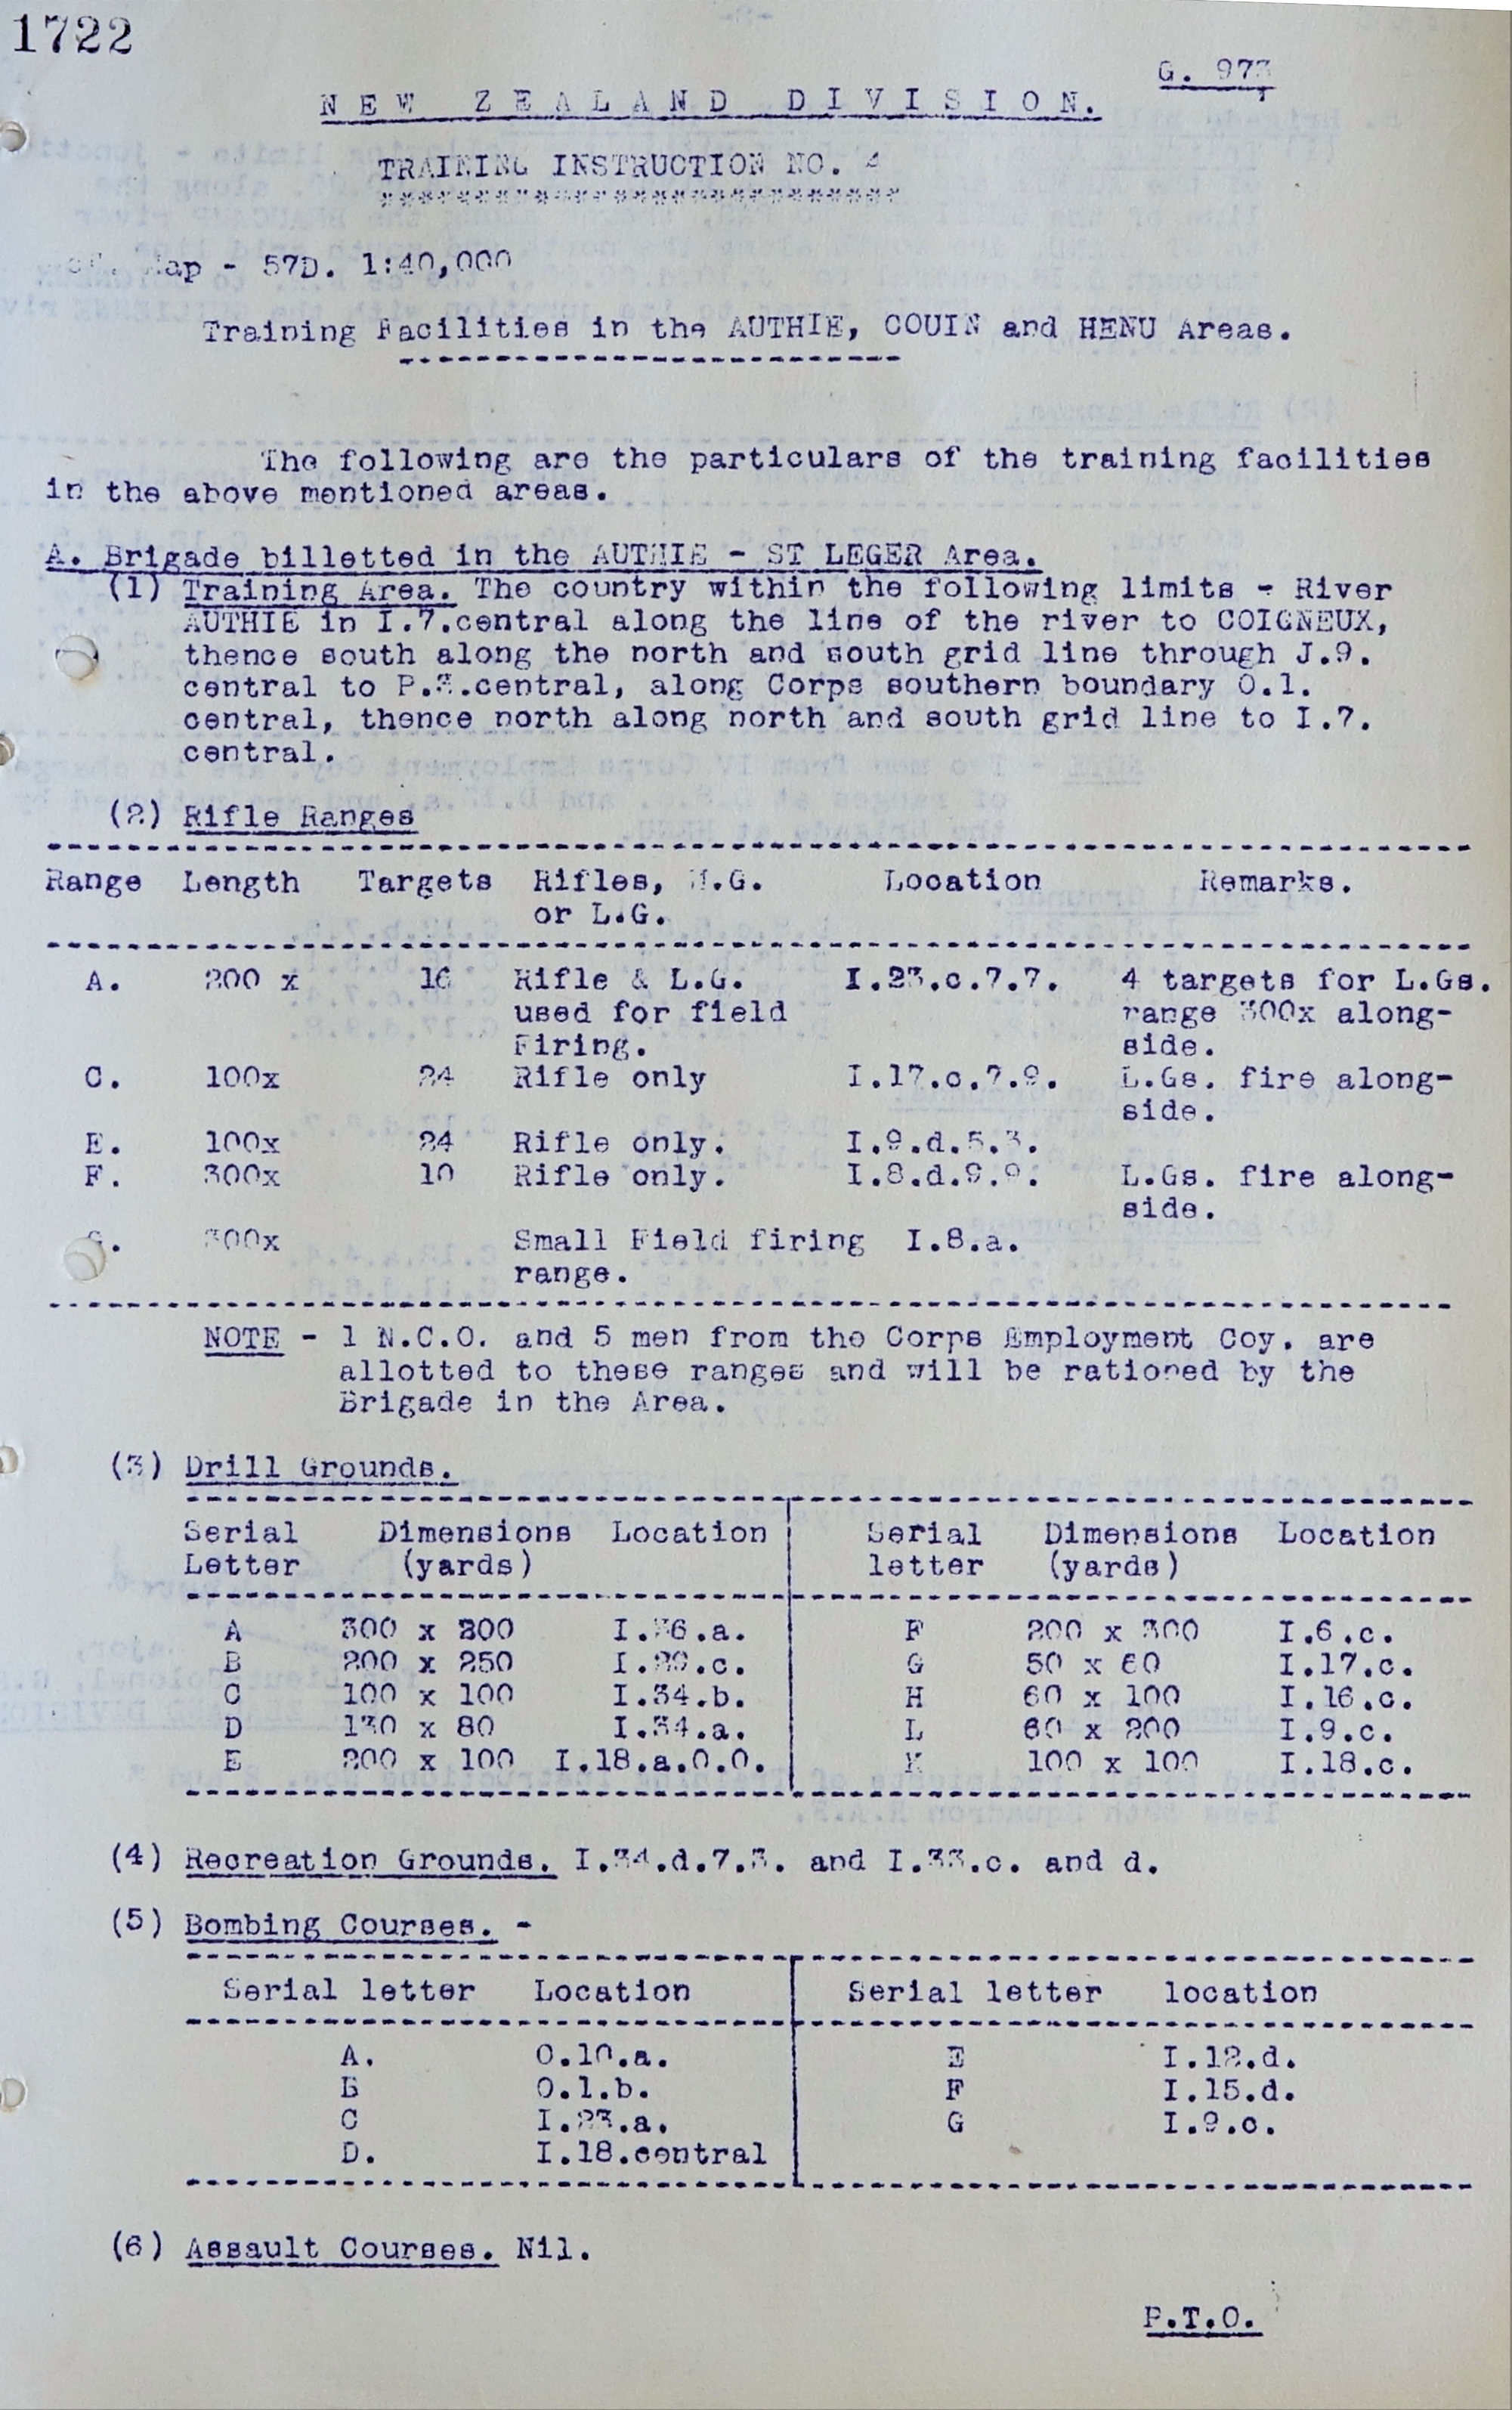 1722
G. 973
NEW ZEALAND DIVISION.
TRAINING INSTRUCTION NO. 4
***************************
Map - 57D. 1:40,000
Training Facilities in the AUTHIE, COUIN and HENU Areas.
The following are the particulars of the training facilities
in the above mentioned areas.
A. Brigade billetted in the AUTHIE - ST LEGER Area.
(1) Training Area. The country within the following limits - River
AUTHIE in I.7.central along the line of the river to COIGNEUX,
thence south along the north and south grid line through J.9.
central to P.3.central, along Corps southern boundary O.1.
central, thence north along north and south grid line to I.7.
central.
(2) Rifle Ranges
Range Length Targets Rifles, M.G. Location Remarks.
or L.G.
A. 200 x 16 Rifle & L.G. I.23.c.7.7. 4 targets for L.Gs.
used for field range 300x along-
Firing. side.
C. 100x 24 Rifle only I.17.c.7.9. L.Gs. fire along-
side.
E. 100x 24 Rifle only. I.9.d.5.3.
F. 300x 10 Rifle only. I.8.d.9.9. L.Gs. fire along-
side.
G. 300x Small Field firing I.8.a.
range.
NOTE - 1 N.C.O. and 5 men from the Corps Employment Coy. are
allotted to these ranges and will be rationed by the
Brigade in the Area.
(3) Drill Grounds.
Serial Dimensions Location Serial Dimensions Location
Letter (yards) letter (yards)
A 300 x 200 I.36.a. F 200 x 300 I.6.c.
B 200 x 250 I.29.c. G 50 x 60 I.17.c.
C 100 x 100 I.34.b. H 60 x 100 I.16.c.
D 130 x 80 I.34.a. L 60 x 200 I.9.c.
E 200 x 100 I.18.a.0.0. K 100 x 100 I.18.c.
(4) Recreation Grounds. I.34.d.7.3. and I.33.c. and d.
(5) Bombing Courses. -
Serial letter Location Serial letter location
A. O.10.a. E I.12.d.
B O.1.b. F I.15.d.
C I.23.a. G I.9.c.
D. I.18.central
(6) Assault Courses. Nil.
P.T.O.